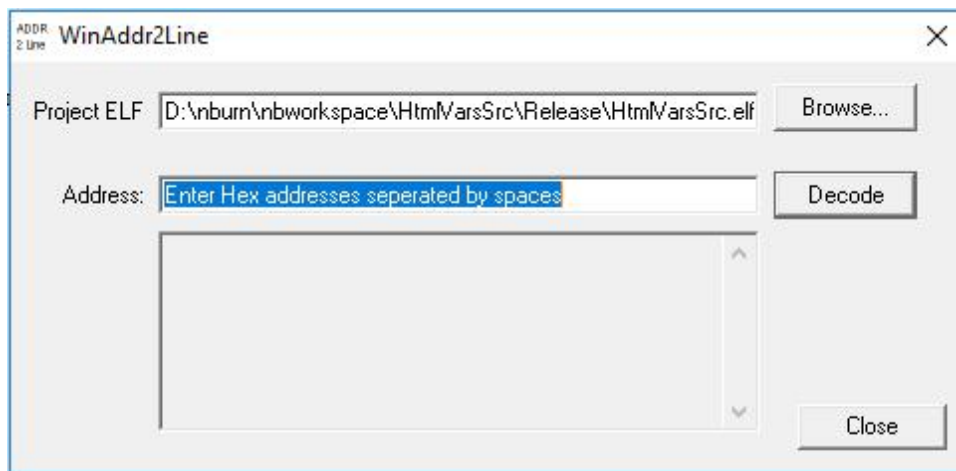 ADDR
2 Line
WinAddr2Line
Project ELF D:\nburn\nbworkspace\HtmlVarsSrc\Release\HtmlVarsSrc.elf Browse...
Address: Enter Hex addresses seperated by spaces Decode
Close